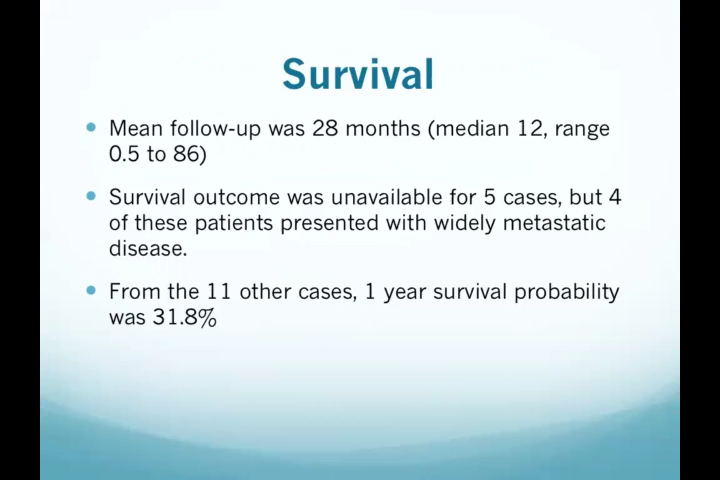 Survival
• Mean follow-up was 28 months (median 12, range
0.5 to 86)
• Survival outcome was unavailable for 5 cases, but 4
of these patients presented with widely metastatic
disease.
• From the 11 other cases, 1 year survival probability
was 31.8%